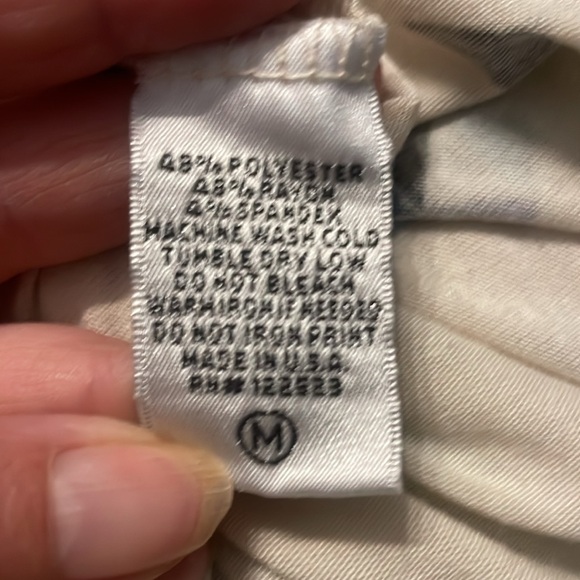 48% POLYESTER
48% RAYON
4% SPANDEX
MACHINE WASH COLD
TUMBLE DRY LOW
DO NOT BLEACH
WARM IRON IF NEEDED
DO NOT IRON PRINT
MADE IN U.S.A.
RN# 122523
M